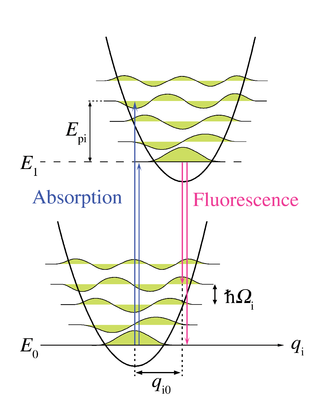 E_pi
E_1
Absorption
Fluorescence
ħΩ_i
E_0
q_i
q_i0